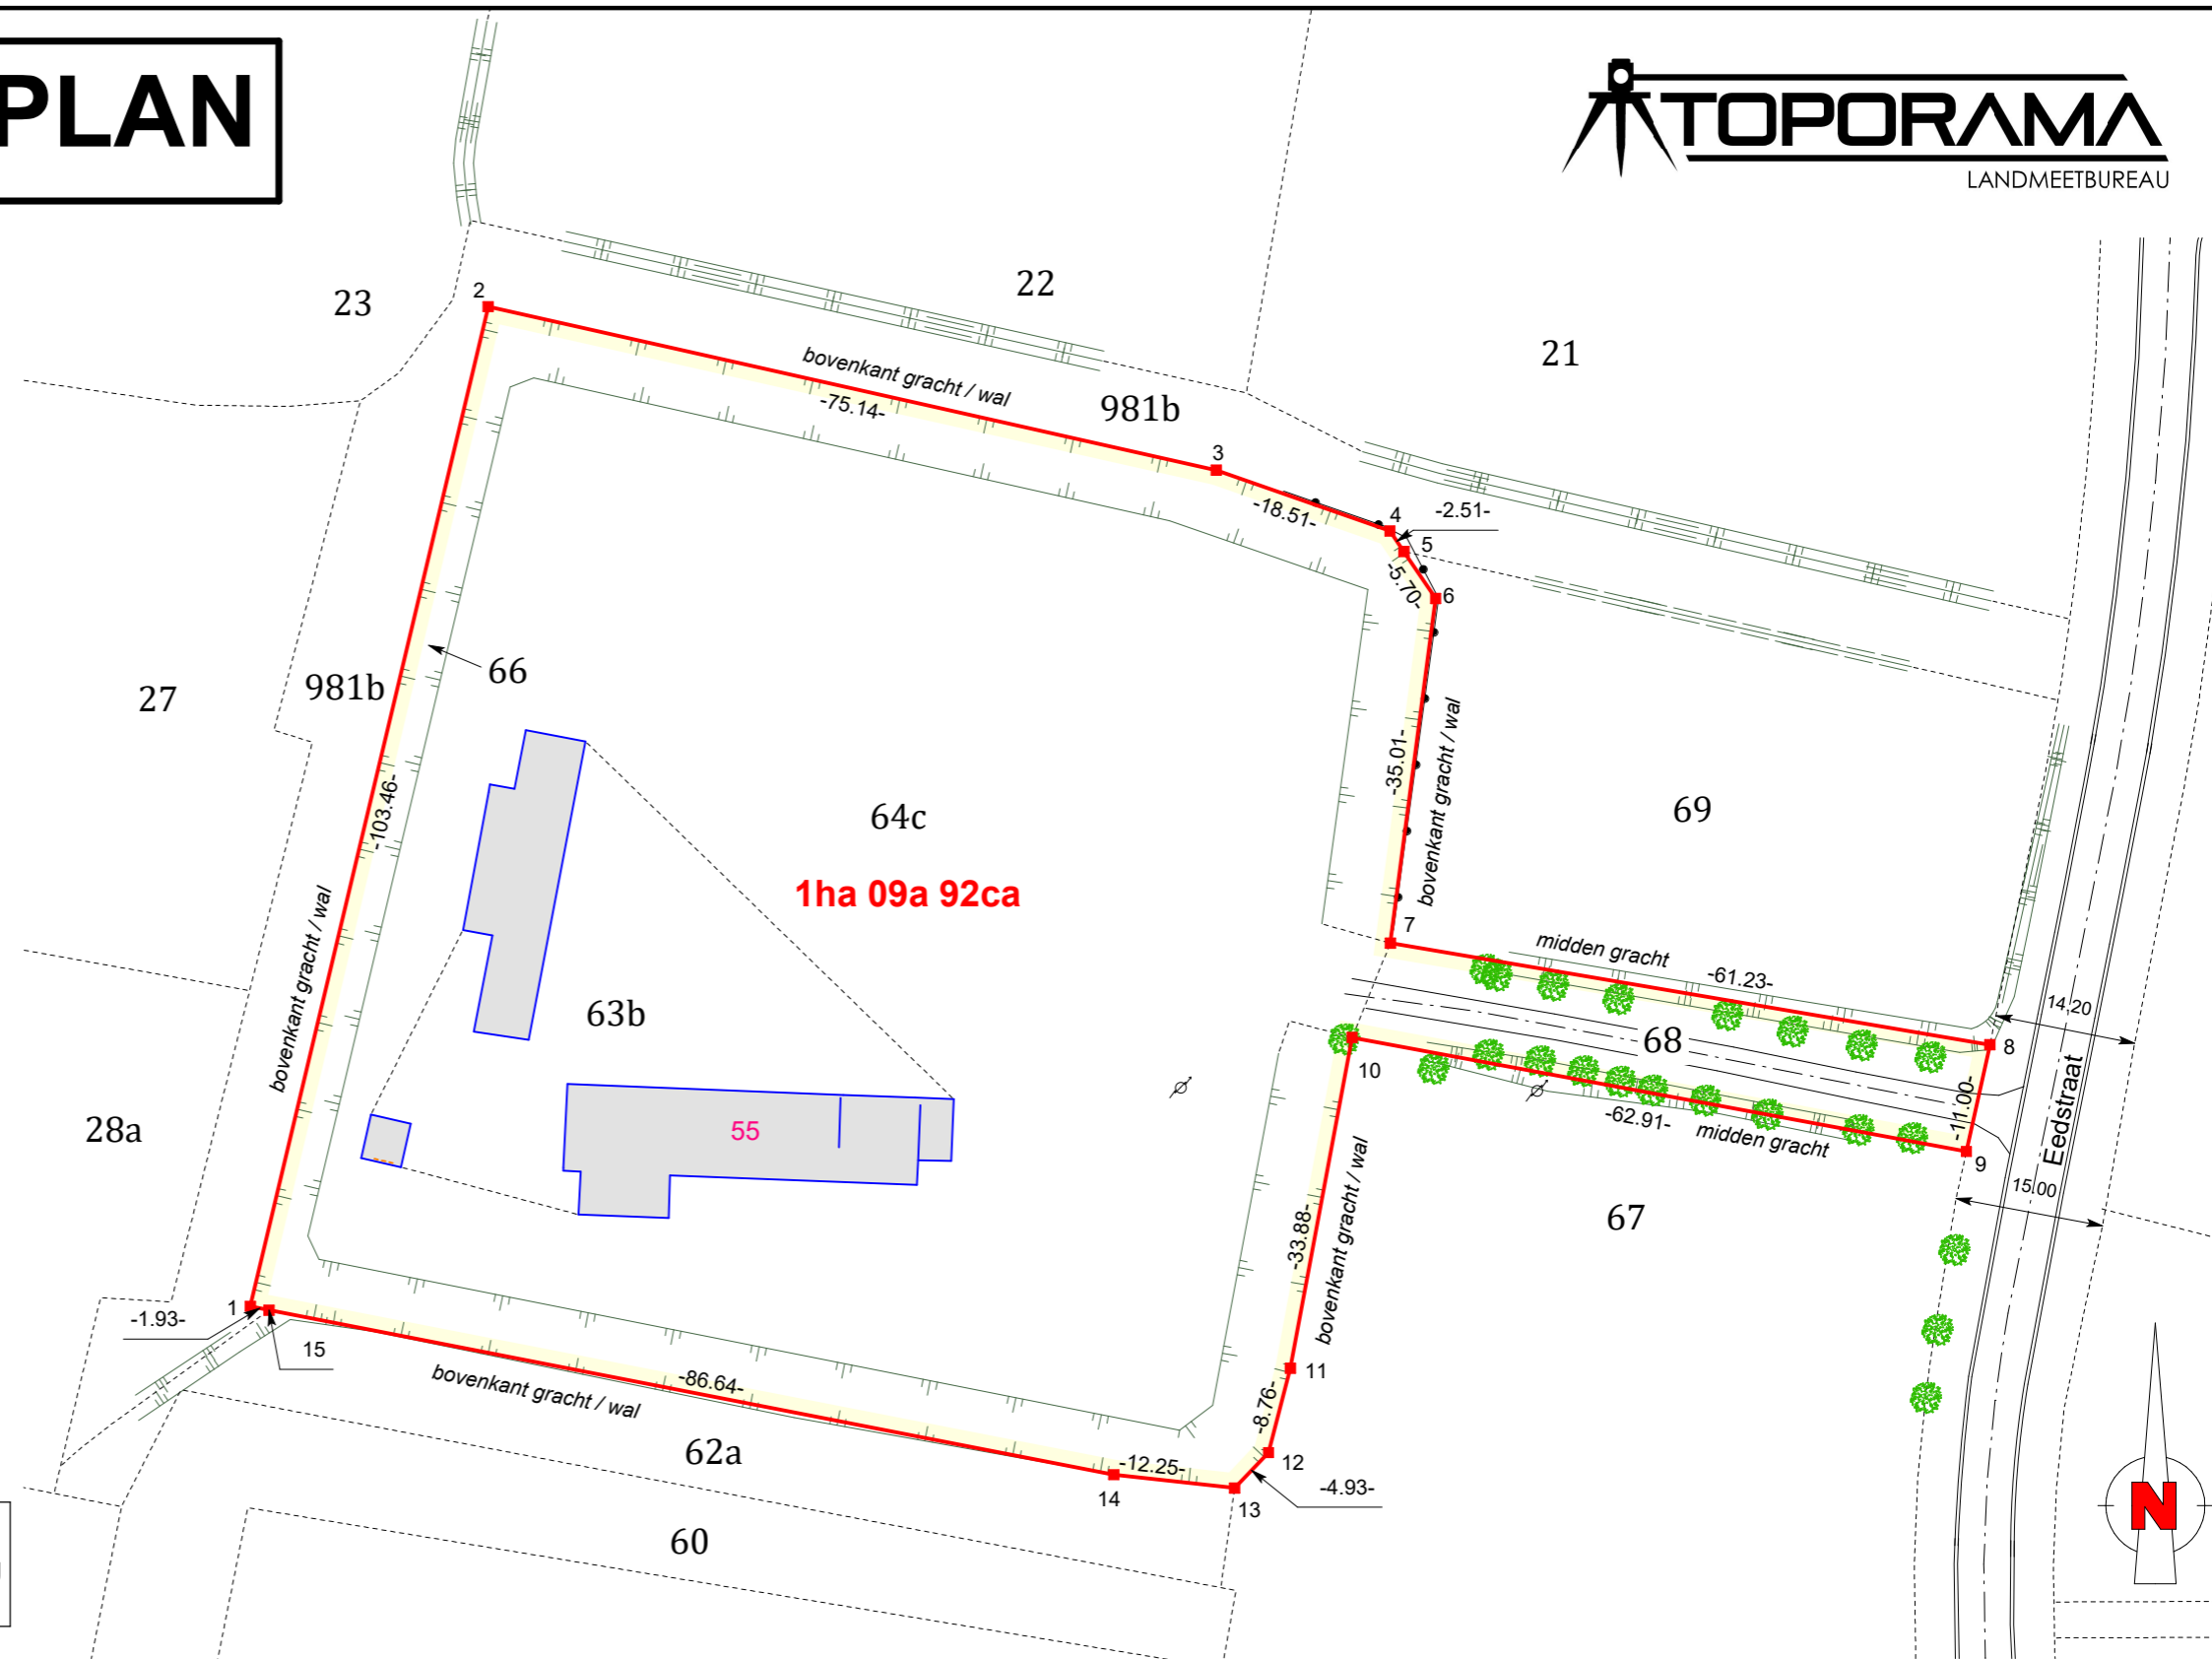 PLAN
TOPORAMA
LANDMEETBUREAU
23
22
21
2
bovenkant gracht / wal
-75.14-
981b
3
-18.51-
4
-2.51-
5
-5.70-
6
66
981b
27
-103.46-
64c
-35.01-
bovenkant gracht / wal
69
1ha 09a 92ca
7
midden gracht
-61.23-
bovenkant gracht / wal
63b
68
14,20
8
10
-11.00-
Eedstraat
28a
55
-62.91-
midden gracht
9
15.00
-33.88-
bovenkant gracht / wal
67
1
-1.93-
15
11
bovenkant gracht / wal
-86.64-
-8.76-
62a
-12.25-
12
-4.93-
14
13
60
N